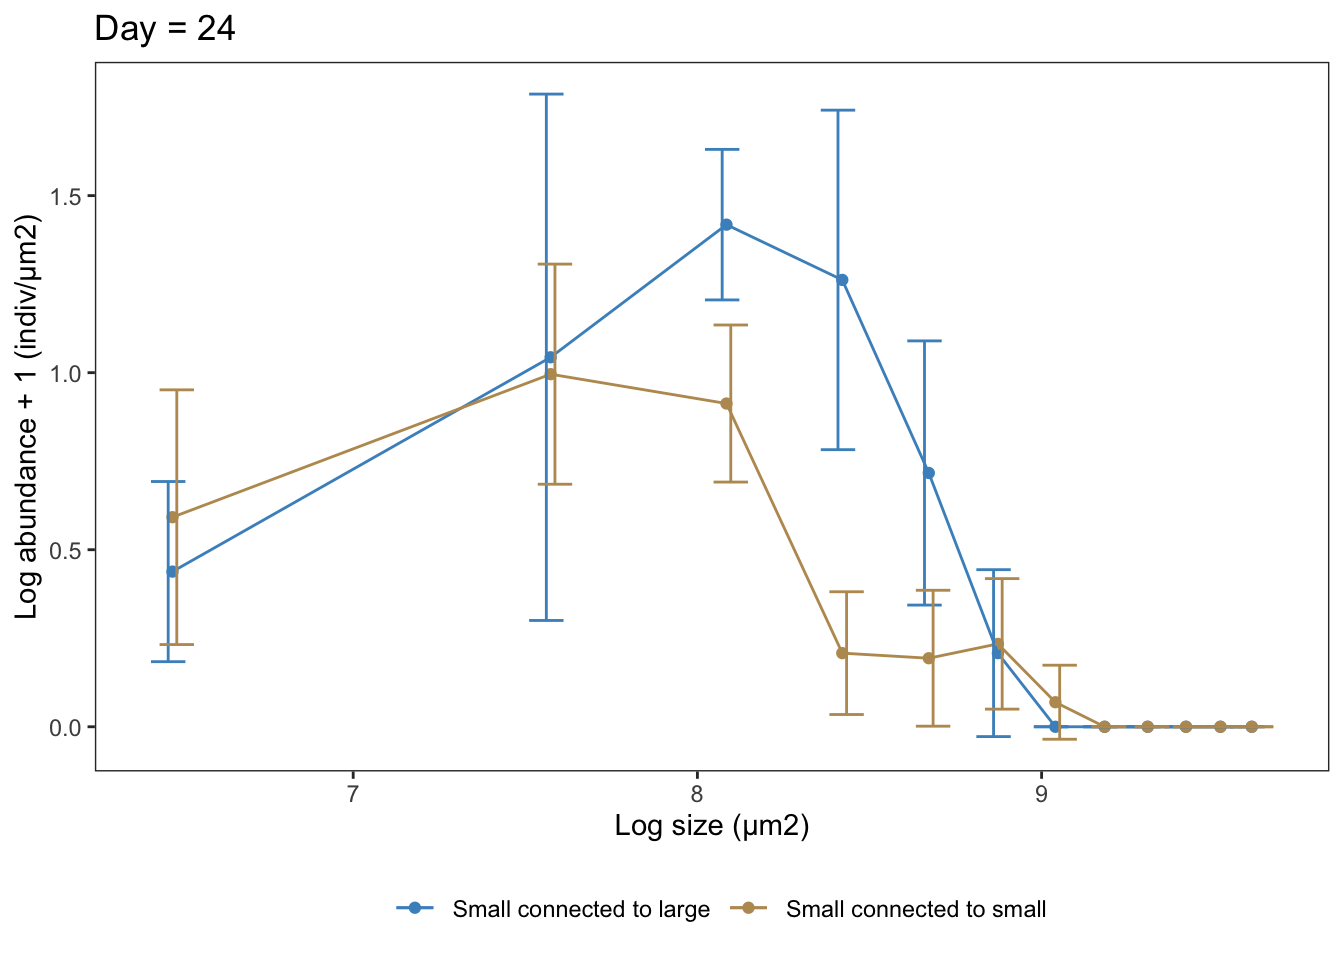 Day = 24
Log abundance + 1 (indiv/µm2)
1.5
1.0
0.5
0.0
7 8 9
Log size (µm2)
Small connected to large Small connected to small